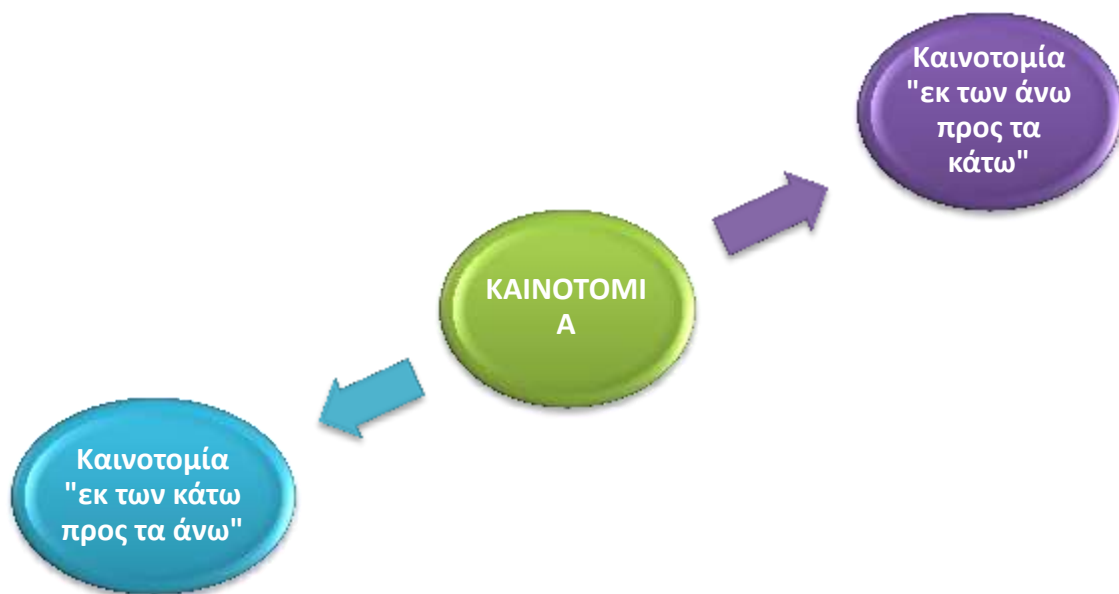 Καινοτομία
"εκ των άνω
προς τα
κάτω"
ΚΑΙΝΟΤΟΜΙ
Α
Καινοτομία
"εκ των κάτω
προς τα άνω"